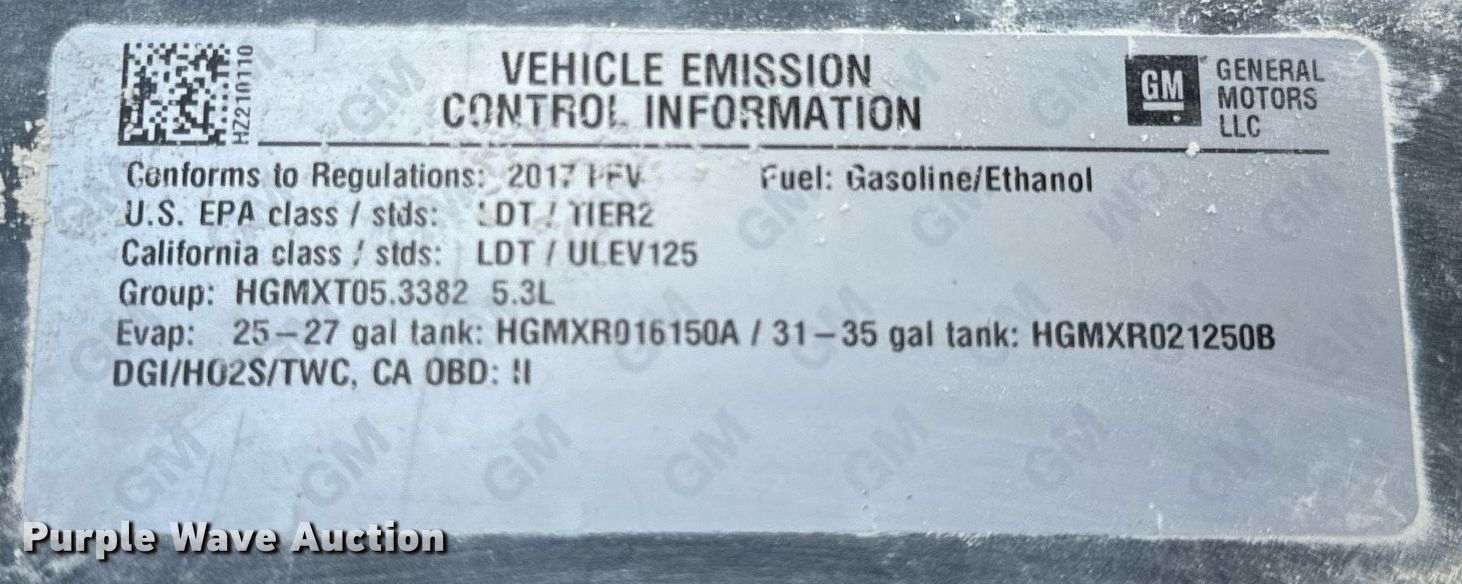 HZ210110
VEHICLE EMISSION
CONTROL INFORMATION
GM
GENERAL
MOTORS
LLC
Conforms to Regulations: 2017 FFV Fuel: Gasoline/Ethanol
U.S. EPA class / stds: LDT / TIER2
California class / stds: LDT / ULEV125
Group: HGMXT05.3382 5.3L
Evap: 25-27 gal tank: HGMXR016150A / 31-35 gal tank: HGMXR021250B
DGI/HO2S/TWC, CA OBD: II
Purple Wave Auction